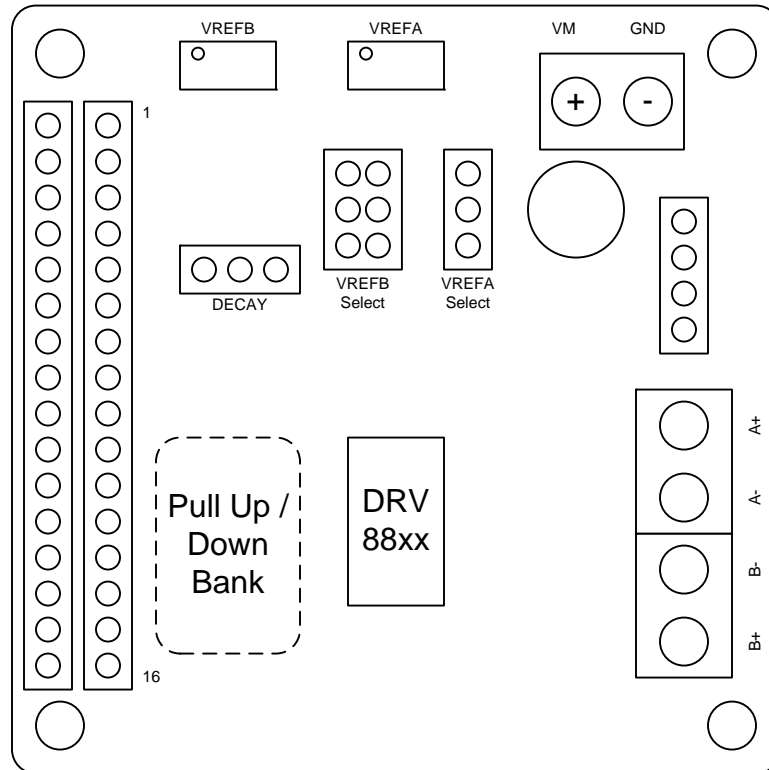 VREFB
VREFA
VM
GND
+
-
1
VREFB
Select
VREFA
Select
DECAY
A+
A-
Pull Up /
Down
Bank
DRV
88xx
B-
B+
16